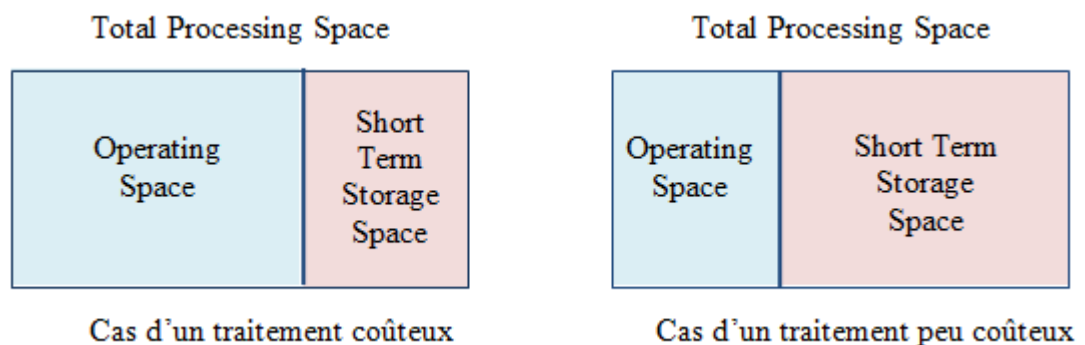 Total Processing Space
Operating
Space
Short
Term
Storage
Space
Cas d'un traitement coûteux
Total Processing Space
Operating
Space
Short Term
Storage
Space
Cas d'un traitement peu coûteux